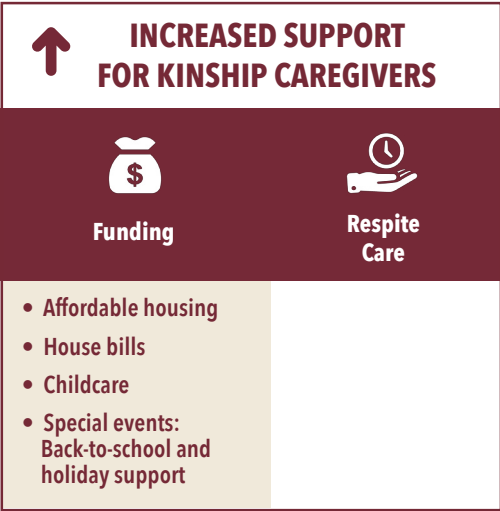 INCREASED SUPPORT
FOR KINSHIP CAREGIVERS
$
Funding
Respite
Care
• Affordable housing
• House bills
• Childcare
• Special events:
Back-to-school and
holiday support